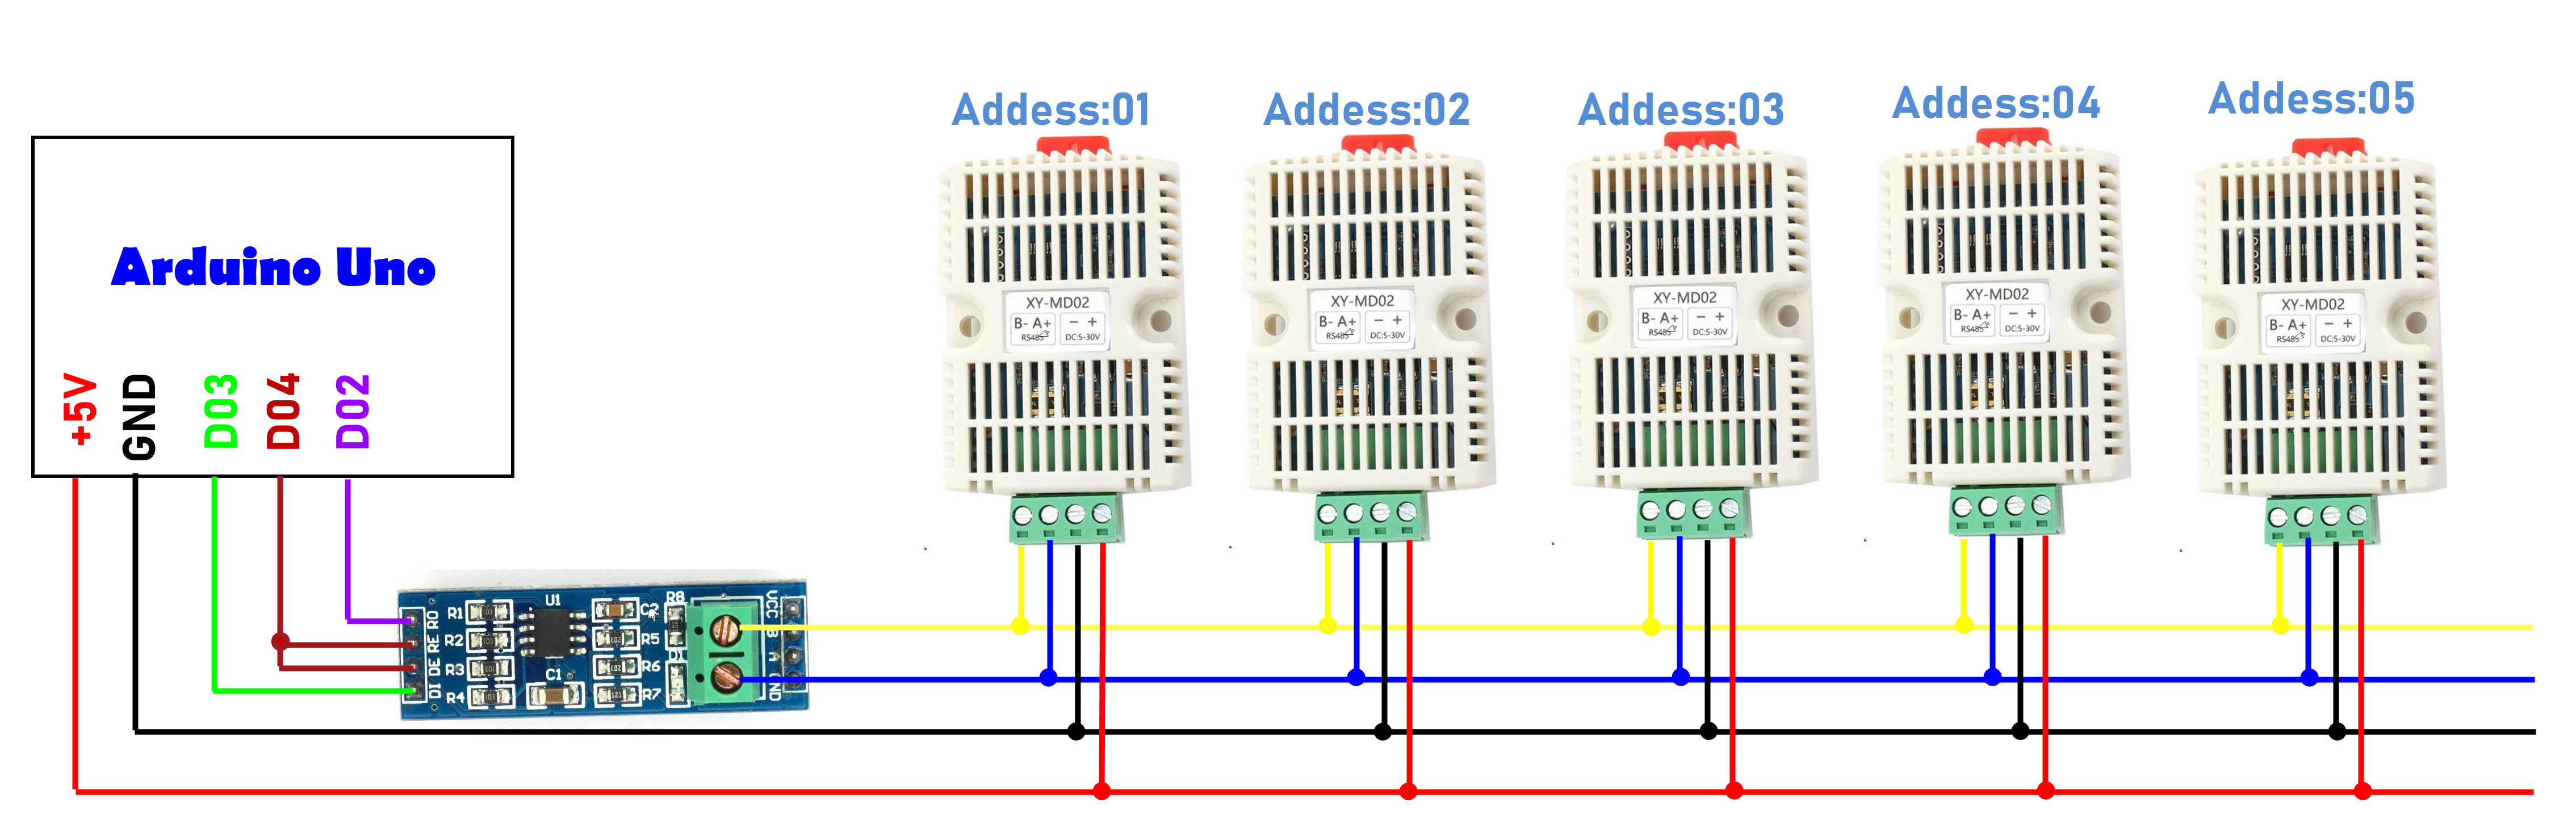 Addess:01
Addess:02
Addess:03
Addess:04
Addess:05
Arduino Uno
+5V
GND
D03
D04
D02
XY-MD02
B- A+
− +
RS485
DC:5-30V
XY-MD02
B- A+
− +
RS485
DC:5-30V
XY-MD02
B- A+
− +
RS485
DC:5-30V
XY-MD02
B- A+
− +
RS485
DC:5-30V
XY-MD02
B- A+
− +
RS485
DC:5-30V
RO
RE
DE
DI
R1
R2
R3
R4
U1
C1
C2
R5
R6
R7
R8
VCC
B
A
GND